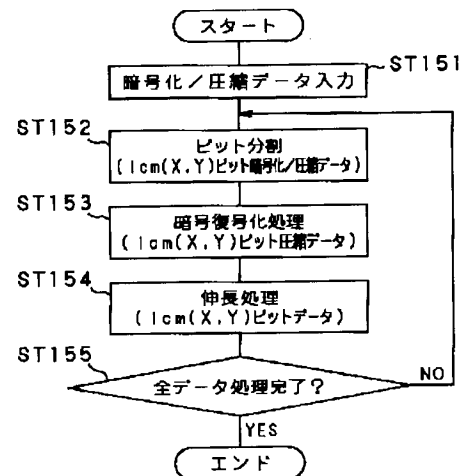 スタート
ST151
暗号化/圧縮データ入力
ST152
ビット分割
(lcm(X,Y)ビット暗号化/圧縮データ)
ST153
暗号復号化処理
(lcm(X,Y)ビット圧縮データ)
ST154
伸長処理
(lcm(X,Y)ビットデータ)
ST155
全データ処理完了?
NO
YES
エンド